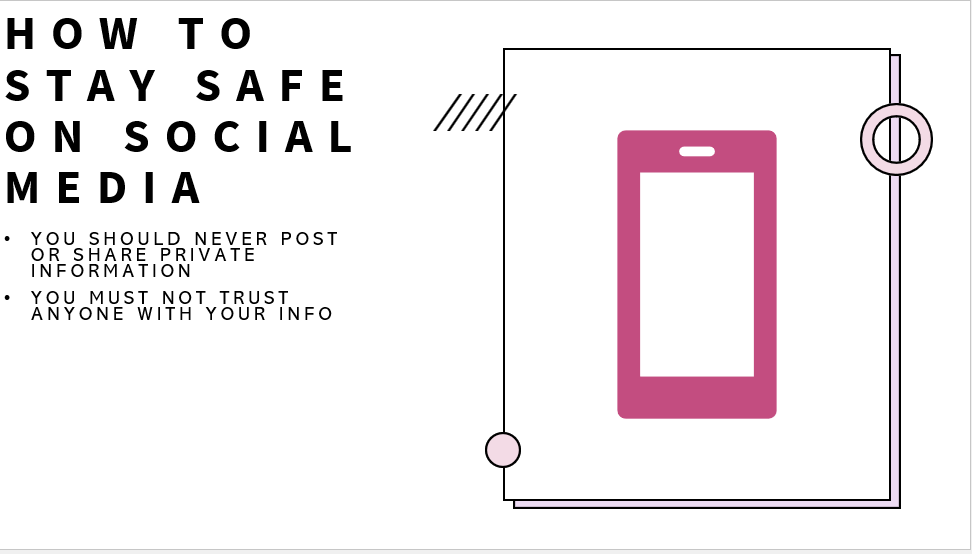 HOW TO
STAY SAFE
ON SOCIAL
MEDIA
• YOU SHOULD NEVER POST
OR SHARE PRIVATE
INFORMATION
• YOU MUST NOT TRUST
ANYONE WITH YOUR INFO